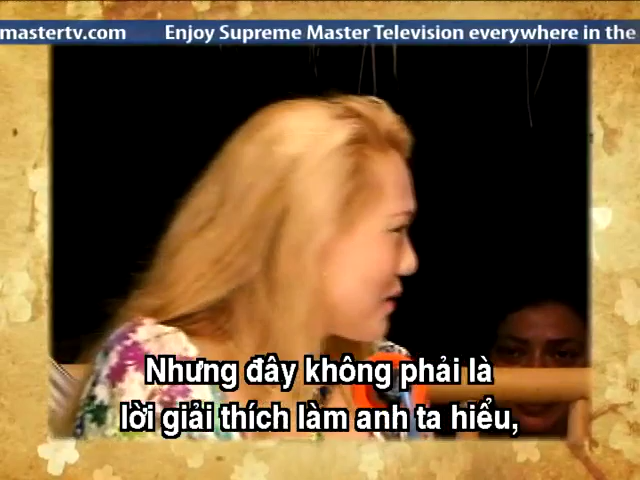 mastertv.com Enjoy Supreme Master Television everywhere in the
Nhưng đây không phải là
lời giải thích làm anh ta hiểu,